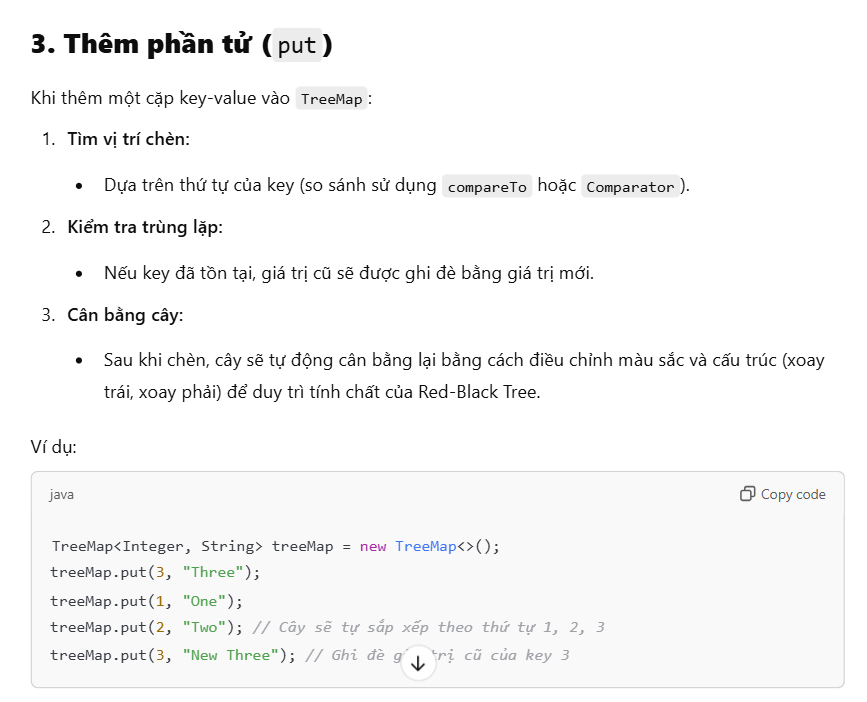 3. Thêm phần tử (put)
Khi thêm một cặp key-value vào TreeMap:
1. Tìm vị trí chèn:
• Dựa trên thứ tự của key (so sánh sử dụng compareTo hoặc Comparator).
2. Kiểm tra trùng lặp:
• Nếu key đã tồn tại, giá trị cũ sẽ được ghi đè bằng giá trị mới.
3. Cân bằng cây:
• Sau khi chèn, cây sẽ tự động cân bằng lại bằng cách điều chỉnh màu sắc và cấu trúc (xoay
trái, xoay phải) để duy trì tính chất của Red-Black Tree.
Ví dụ:
java
Copy code
TreeMap<Integer, String> treeMap = new TreeMap<>();
treeMap.put(3, "Three");
treeMap.put(1, "One");
treeMap.put(2, "Two"); // Cây sẽ tự sắp xếp theo thứ tự 1, 2, 3
treeMap.put(3, "New Three"); // Ghi đè trị cũ của key 3